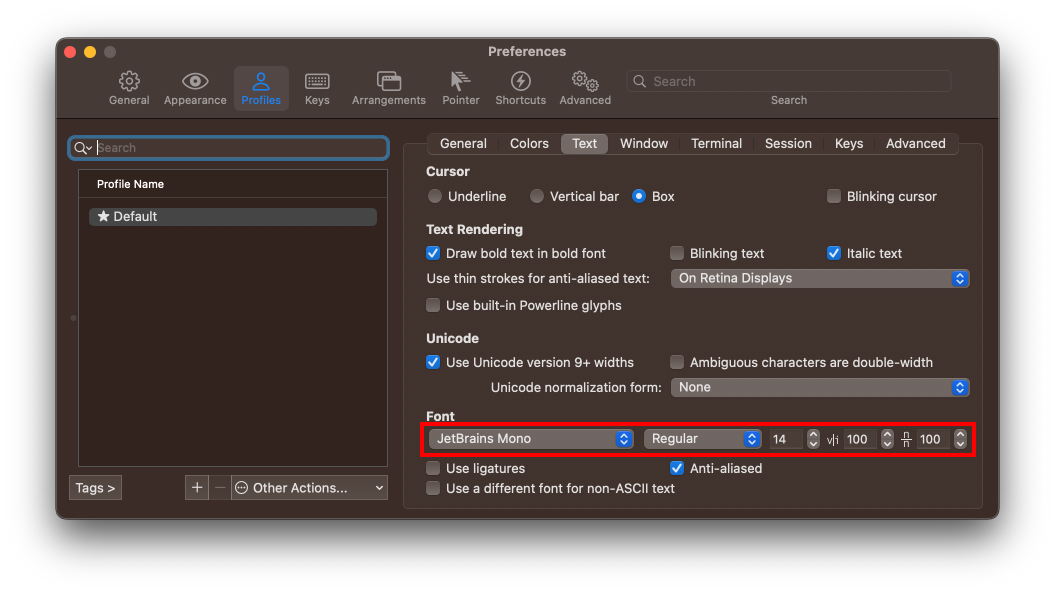 Preferences
General Appearance Profiles Keys Arrangements Pointer Shortcuts Advanced Search
Search
Search
Profile Name
Default
Tags >
+ − Other Actions...
General Colors Text Window Terminal Session Keys Advanced
Cursor
Underline Vertical bar Box Blinking cursor
Text Rendering
Draw bold text in bold font Blinking text Italic text
Use thin strokes for anti-aliased text: On Retina Displays
Use built-in Powerline glyphs
Unicode
Use Unicode version 9+ widths Ambiguous characters are double-width
Unicode normalization form: None
Font
JetBrains Mono Regular 14 v|i 100 n/n 100
Use ligatures Anti-aliased
Use a different font for non-ASCII text